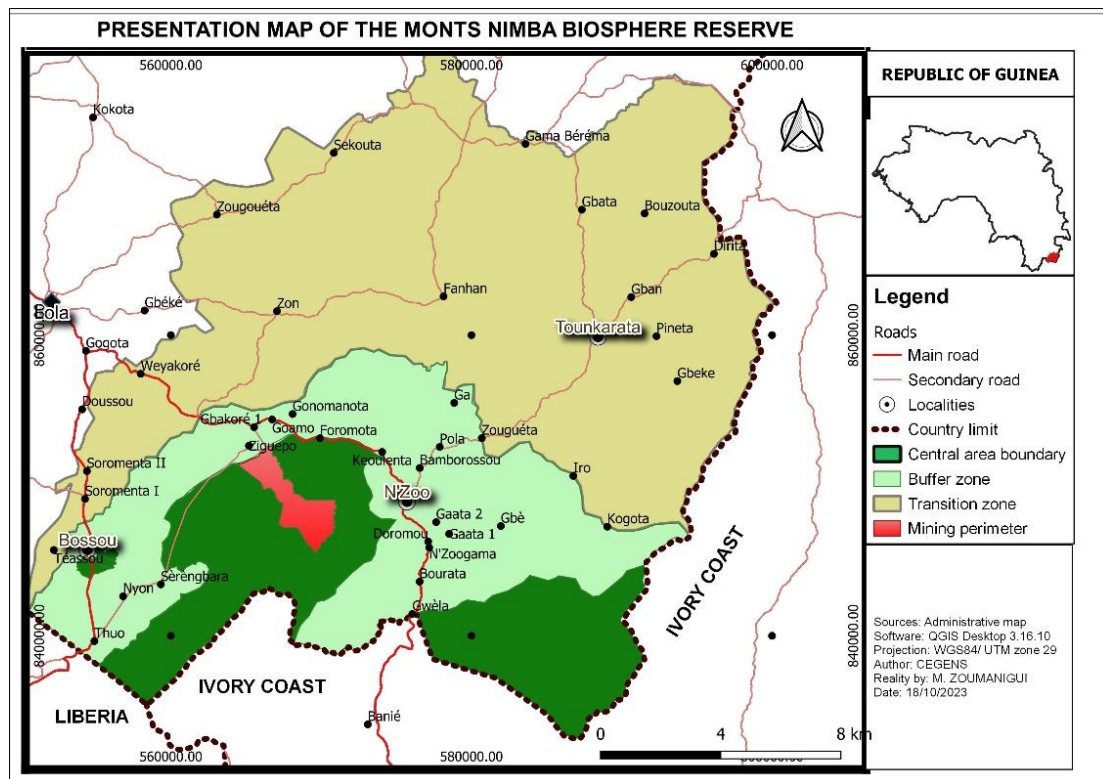 PRESENTATION MAP OF THE MONTS NIMBA BIOSPHERE RESERVE
560000.00
580000.00
600000.00
Kokota
Sekouta
Gama Béréma
Zougouéta
Gbata
Bouzouta
Dirita
Gbéké
Zon
Fanhan
Gban
Lola
860000.00
Gogota
Tounkarata
Pineta
860000.00
Weyakoré
Gbeke
Doussou
Gonomanota
Ga
Gbakoré 1
Goamo
Foromota
Pola
Zouguéta
Ziguepo
Keoulenta
Bamborossou
Soromenta II
Iro
Soromenta I
N'Zoo
Gaata 2
Gbè
Kogota
Bossou
Doromou
Gaata 1
Téassou
N'Zoogama
Sèrengbara
Bourata
Nyon
Gwèla
IVORY COAST
840000.00
Thuo
840000.00
IVORY COAST
LIBERIA
Banié
0 4 8 km
560000.00
580000.00
600000.00
REPUBLIC OF GUINEA
Legend
Roads
Main road
Secondary road
Localities
Country limit
Central area boundary
Buffer zone
Transition zone
Mining perimeter
Sources: Administrative map
Software: QGIS Desktop 3.16.10
Projection: WGS84/ UTM zone 29
Author: CEGENS
Reality by: M. ZOUMANIGUI
Date: 18/10/2023